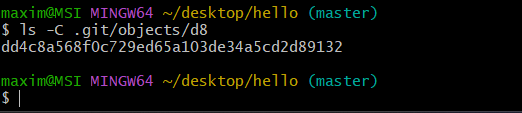 maxim@MSI MINGW64 ~/desktop/hello (master)
$ ls -C .git/objects/d8
dd4c8a568f0c729ed65a103de34a5cd2d89132
maxim@MSI MINGW64 ~/desktop/hello (master)
$